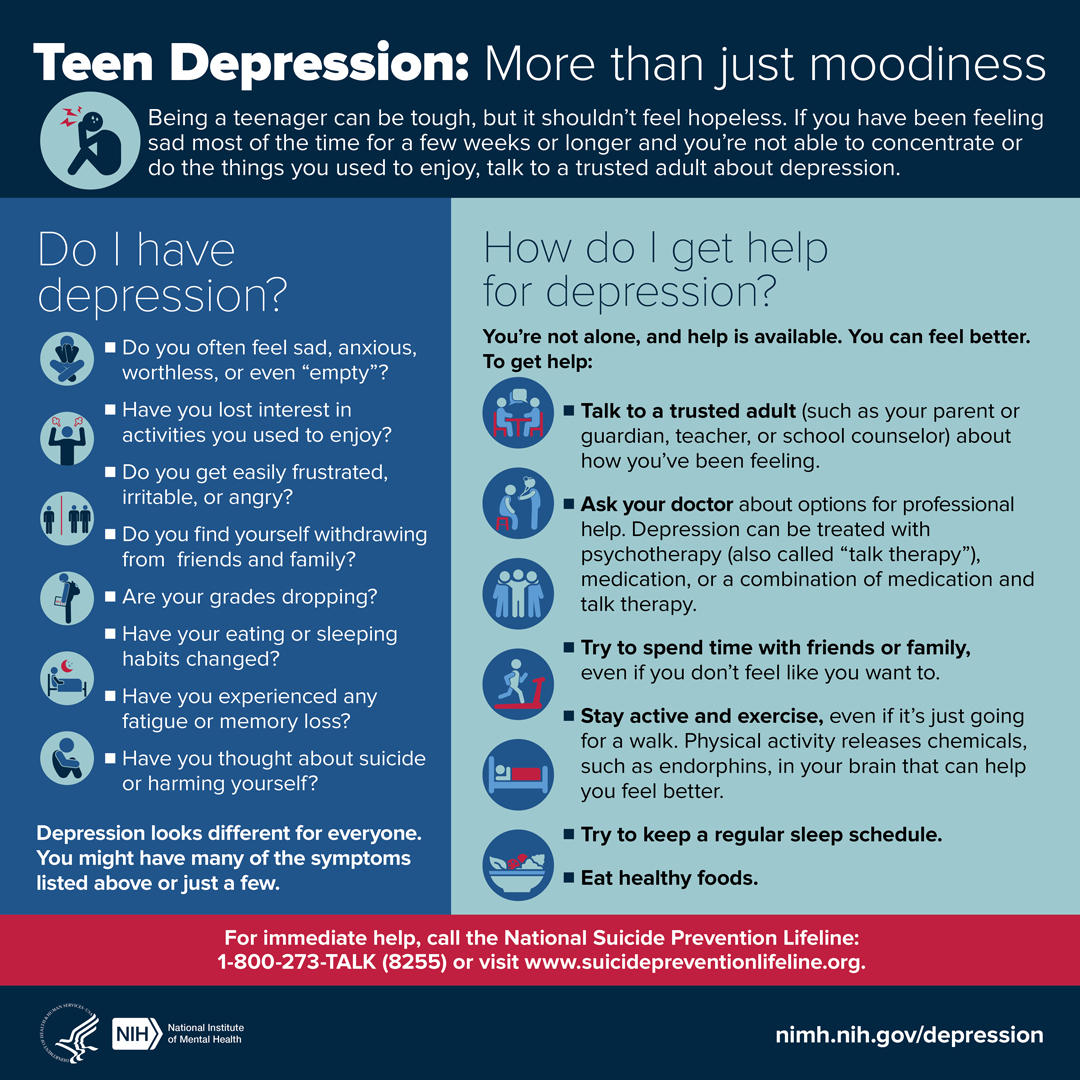 Teen Depression: More than just moodiness
Being a teenager can be tough, but it shouldn’t feel hopeless. If you have been feeling
sad most of the time for a few weeks or longer and you’re not able to concentrate or
do the things you used to enjoy, talk to a trusted adult about depression.
Do I have
depression?
■ Do you often feel sad, anxious,
worthless, or even “empty”?
■ Have you lost interest in
activities you used to enjoy?
■ Do you get easily frustrated,
irritable, or angry?
■ Do you find yourself withdrawing
from friends and family?
■ Are your grades dropping?
■ Have your eating or sleeping
habits changed?
■ Have you experienced any
fatigue or memory loss?
■ Have you thought about suicide
or harming yourself?
Depression looks different for everyone.
You might have many of the symptoms
listed above or just a few.
How do I get help
for depression?
You’re not alone, and help is available. You can feel better.
To get help:
■ Talk to a trusted adult (such as your parent or
guardian, teacher, or school counselor) about
how you’ve been feeling.
■ Ask your doctor about options for professional
help. Depression can be treated with
psychotherapy (also called “talk therapy”),
medication, or a combination of medication and
talk therapy.
■ Try to spend time with friends or family,
even if you don’t feel like you want to.
■ Stay active and exercise, even if it’s just going
for a walk. Physical activity releases chemicals,
such as endorphins, in your brain that can help
you feel better.
■ Try to keep a regular sleep schedule.
■ Eat healthy foods.
For immediate help, call the National Suicide Prevention Lifeline:
1-800-273-TALK (8255) or visit www.suicidepreventionlifeline.org.
DEPARTMENT OF HEALTH & HUMAN SERVICES · USA
NIH
National Institute
of Mental Health
nimh.nih.gov/depression